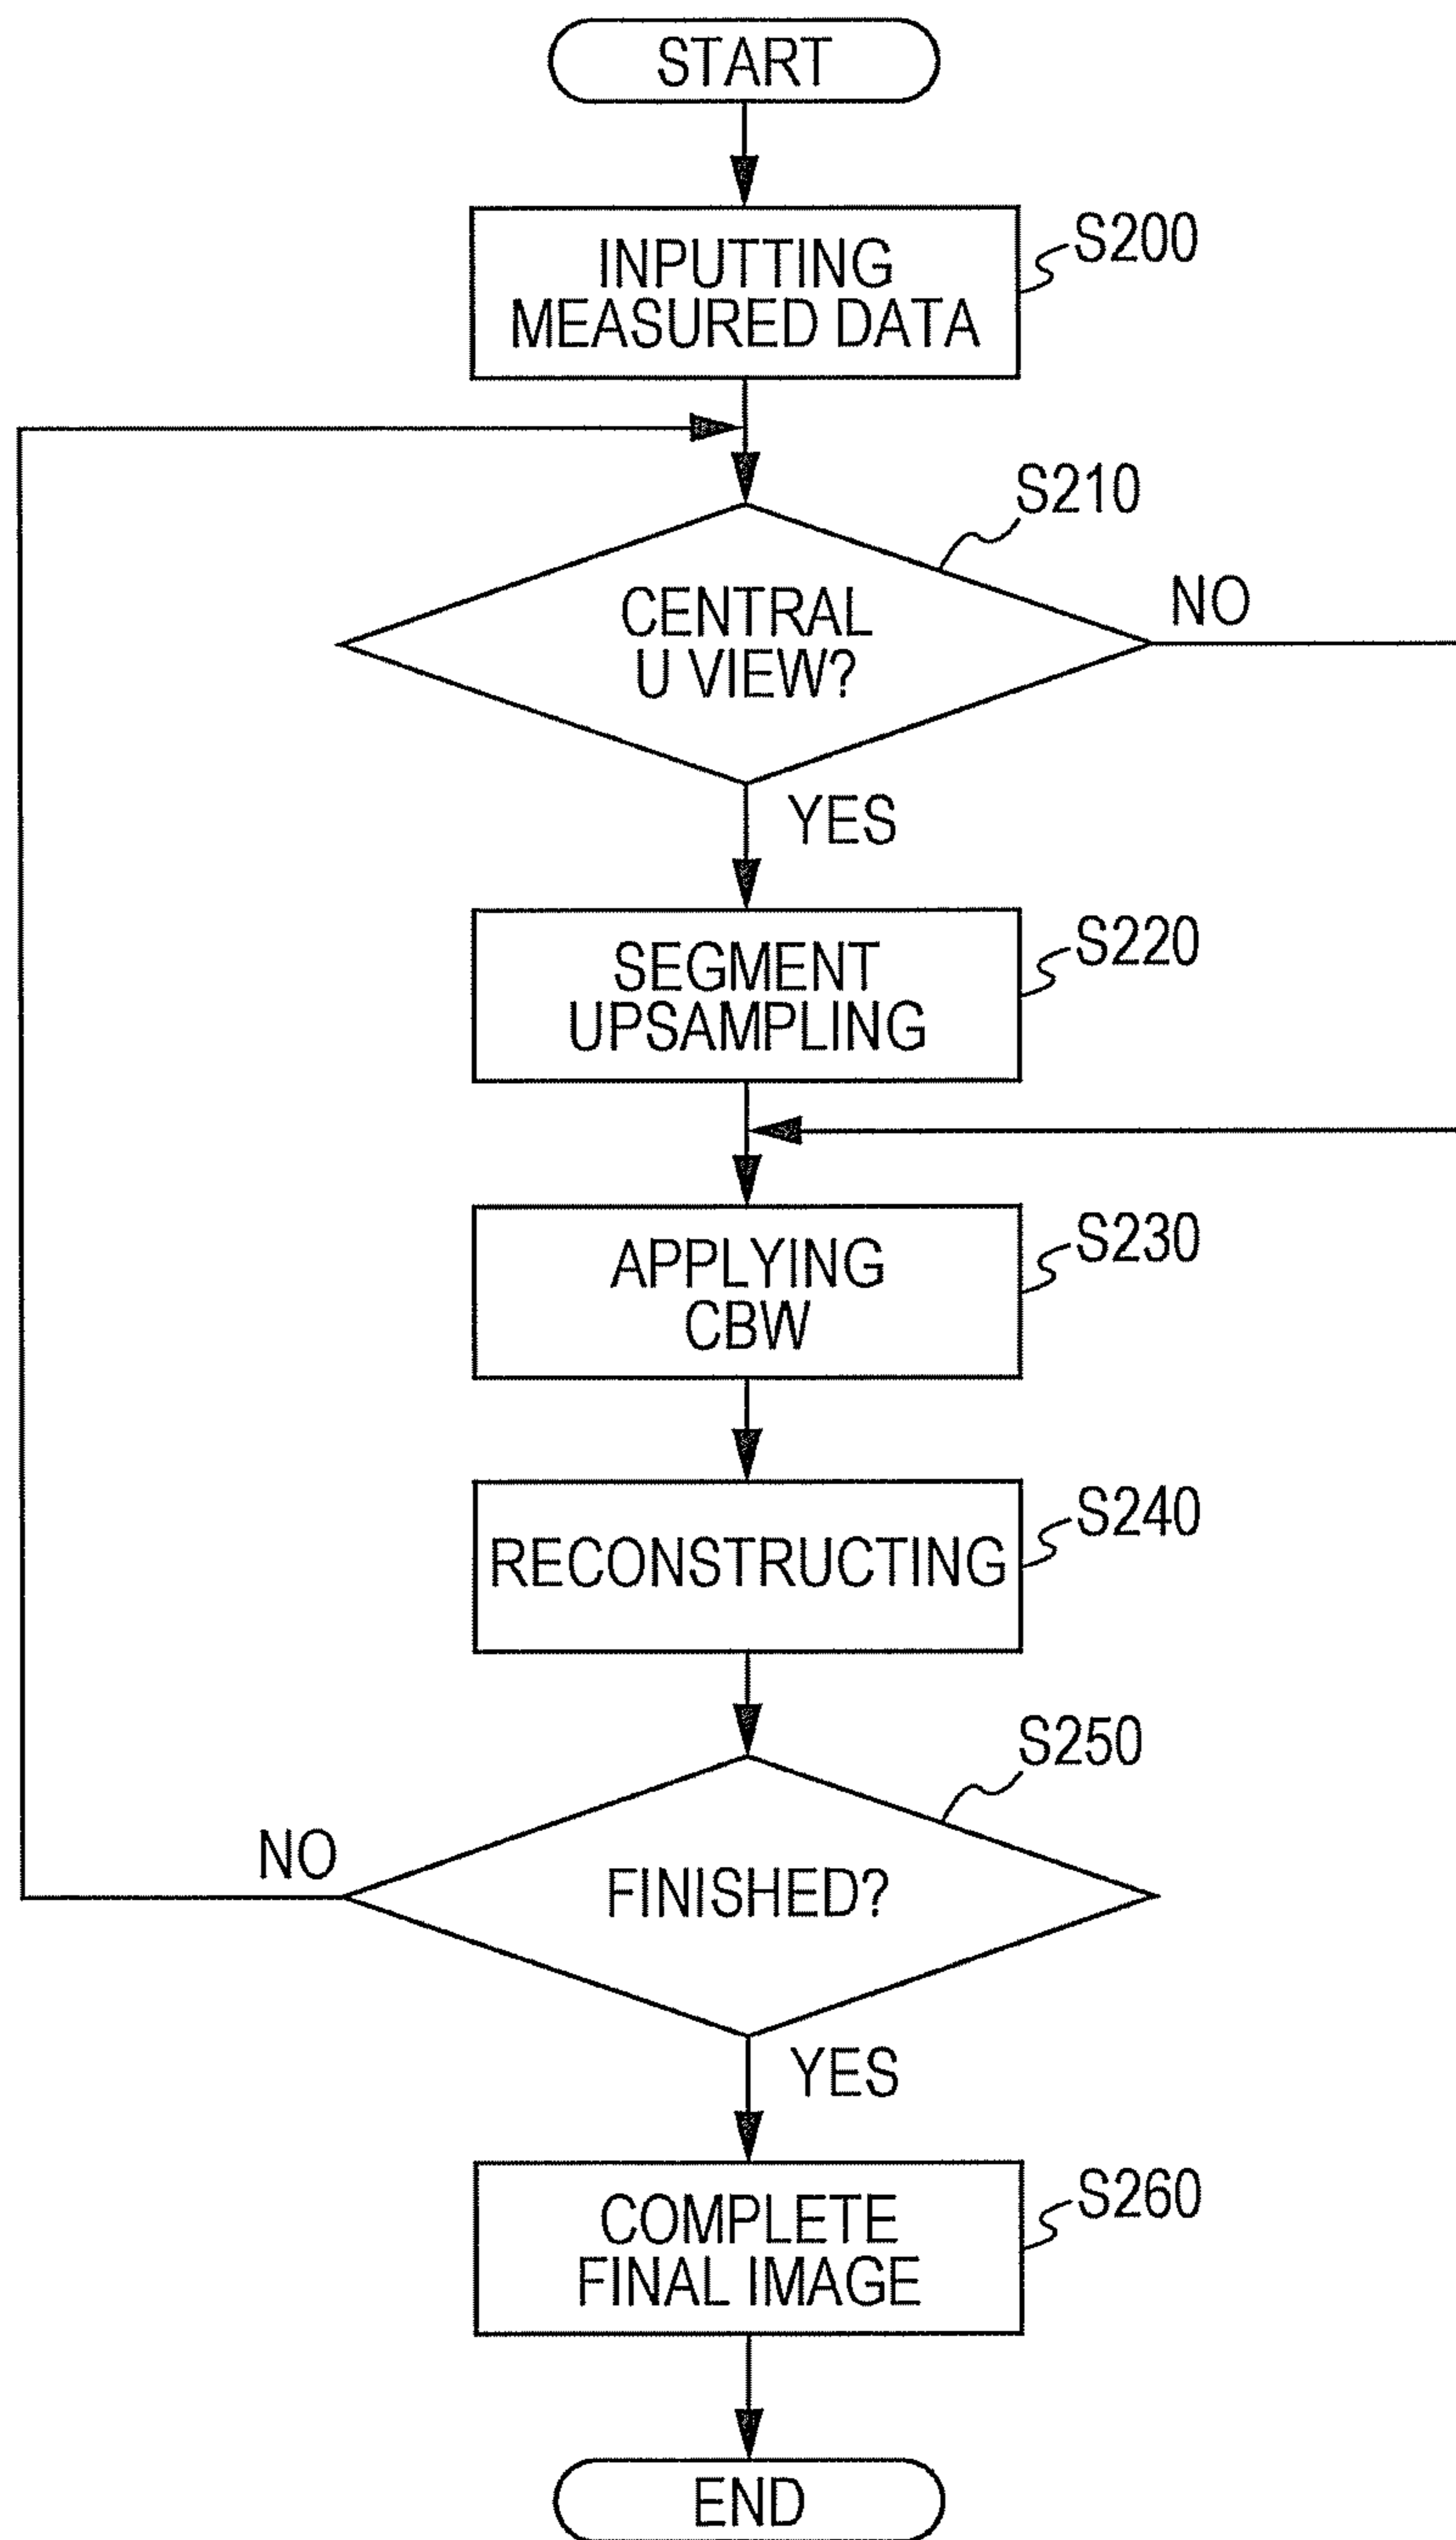 START
INPUTTING
MEASURED DATA
S200
S210
CENTRAL
U VIEW?
NO
YES
SEGMENT
UPSAMPLING
S220
APPLYING
CBW
S230
RECONSTRUCTING
S240
S250
NO
FINISHED?
YES
COMPLETE
FINAL IMAGE
S260
END